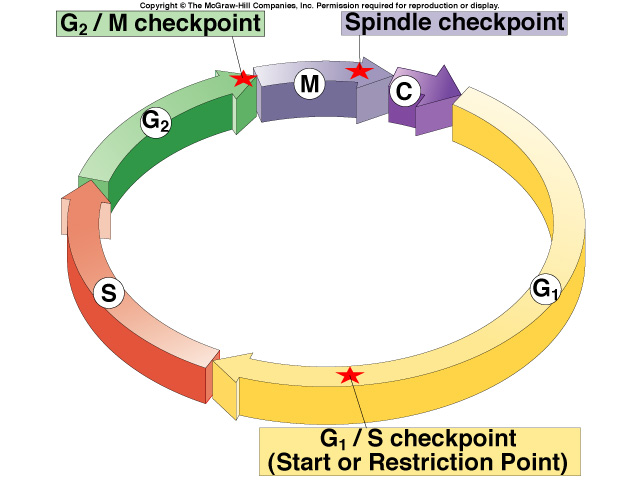 Copyright © The McGraw-Hill Companies, Inc. Permission required for reproduction or display.
G₂ / M checkpoint
Spindle checkpoint
M
C
G₂
S
G₁
G₁ / S checkpoint
(Start or Restriction Point)